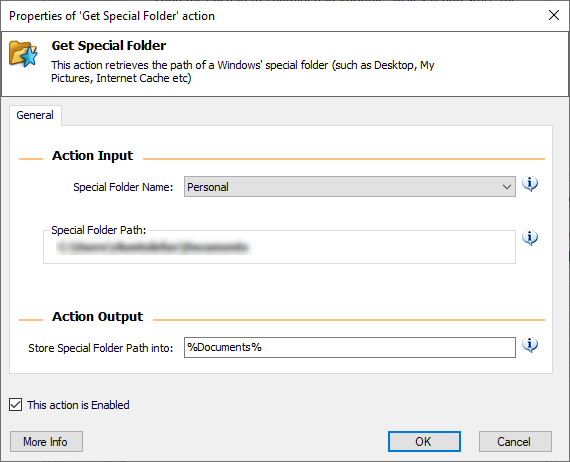 Properties of 'Get Special Folder' action
Get Special Folder
This action retrieves the path of a Windows' special folder (such as Desktop, My
Pictures, Internet Cache etc)
General
Action Input
Special Folder Name: Personal
Special Folder Path:
Action Output
Store Special Folder Path into: %Documents%
This action is Enabled
More Info OK Cancel